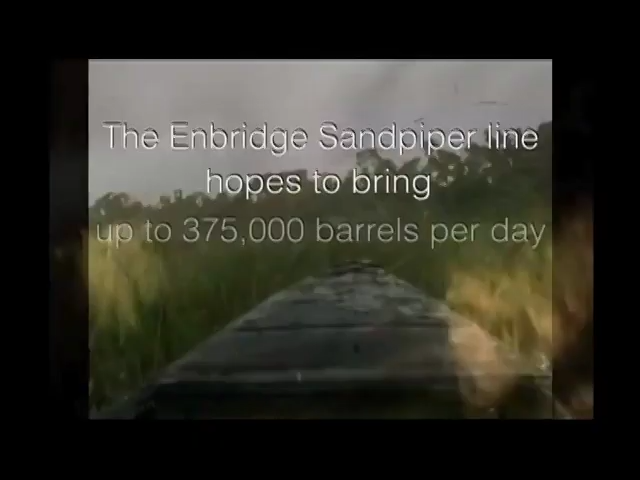 The Enbridge Sandpiper line
hopes to bring
up to 375,000 barrels per day